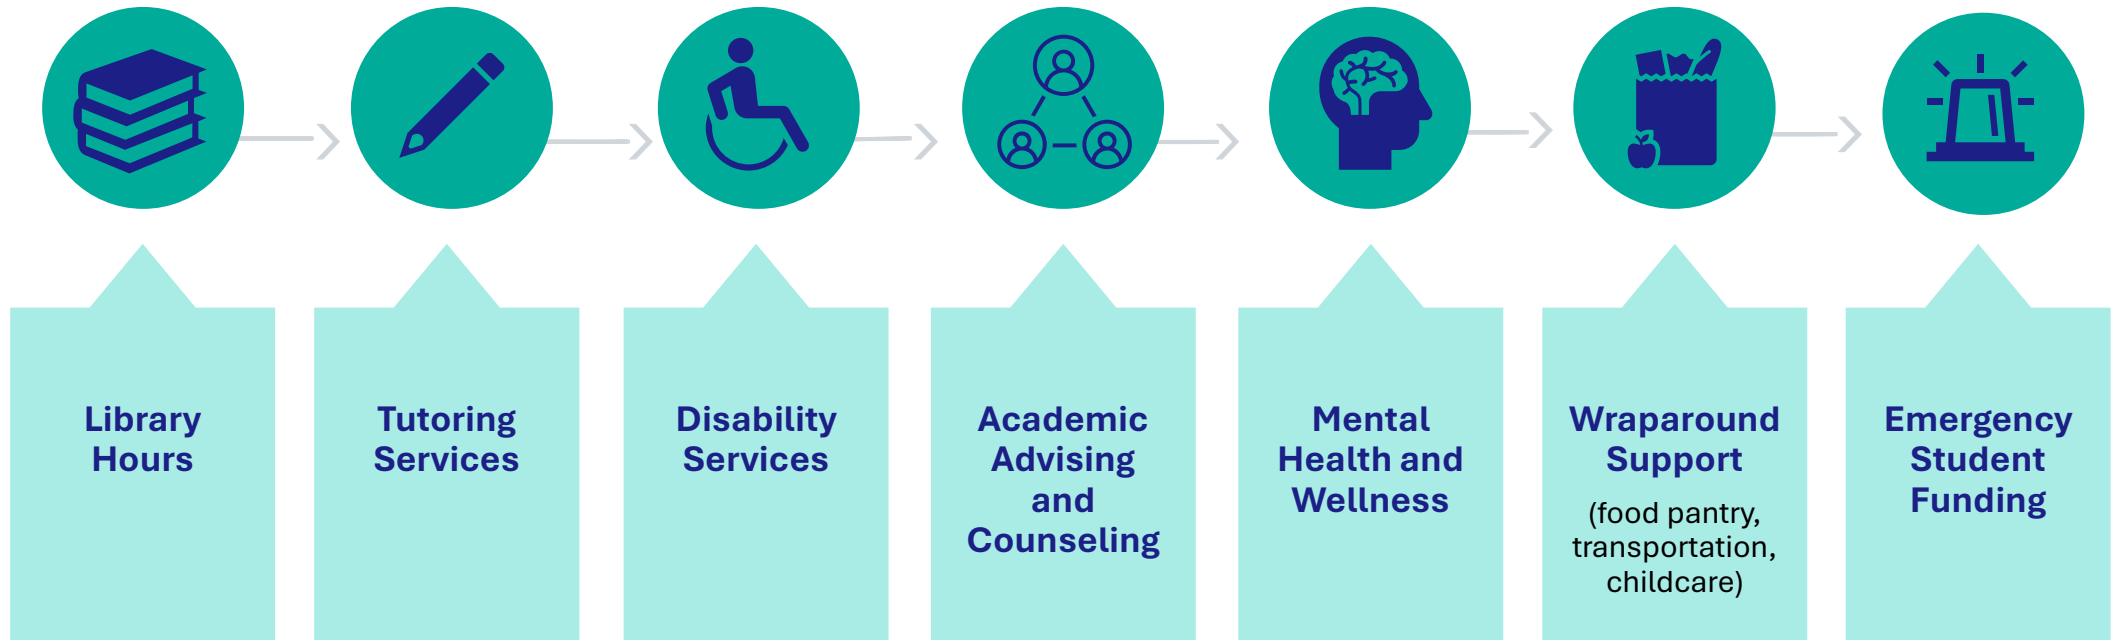 Library
Hours
Tutoring
Services
Disability
Services
Academic
Advising
and
Counseling
Mental
Health and
Wellness
Wraparound
Support
(food pantry,
transportation,
childcare)
Emergency
Student
Funding